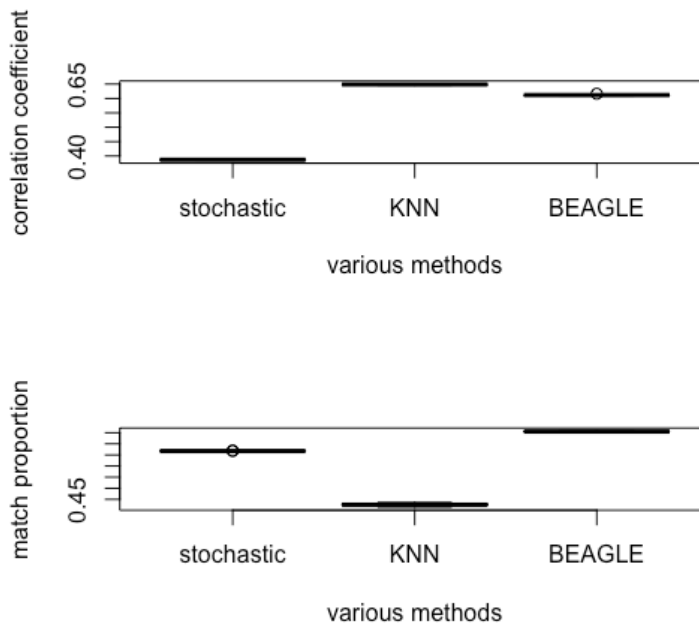 correlation coefficient
0.65
0.40
stochastic KNN BEAGLE
various methods
match proportion
0.45
stochastic KNN BEAGLE
various methods